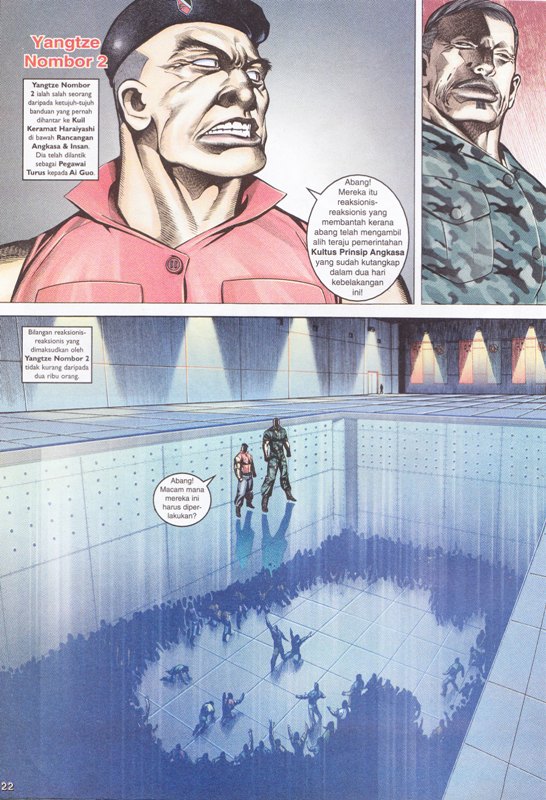 Yangtze
Nombor 2
Yangtze Nombor
2 ialah salah seorang
daripada ketujuh-tujuh
banduan yang pernah
dihantar ke Kuil
Keramat Haraiyashi
di bawah Rancangan
Angkasa & Insan.
Dia telah dilantik
sebagai Pegawai
Turus kepada Ai Guo.
Abang!
Mereka itu
reaksionis-
reaksionis yang
membantah kerana
abang telah mengambil
alih teraju pemerintahan
Kultus Prinsip Angkasa
yang sudah kutangkap
dalam dua hari
kebelakangan
ini!
Bilangan reaksionis-
reaksionis yang
dimaksudkan oleh
Yangtze Nombor 2
tidak kurang daripada
dua ribu orang.
Abang!
Macam mana
mereka ini
harus diper-
lakukan?
22